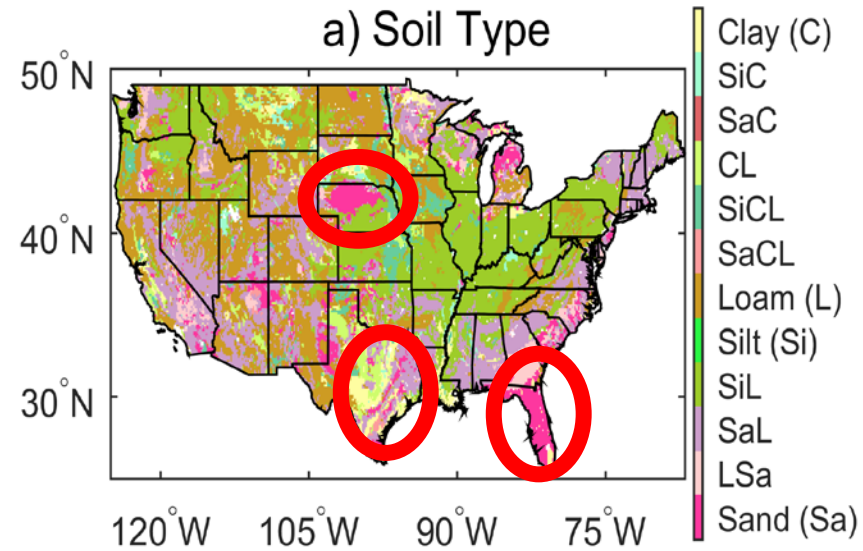 a) Soil Type
50°N
40°N
30°N
120°W
105°W
90°W
75°W
Clay (C)
SiC
SaC
CL
SiCL
SaCL
Loam (L)
Silt (Si)
SiL
SaL
LSa
Sand (Sa)